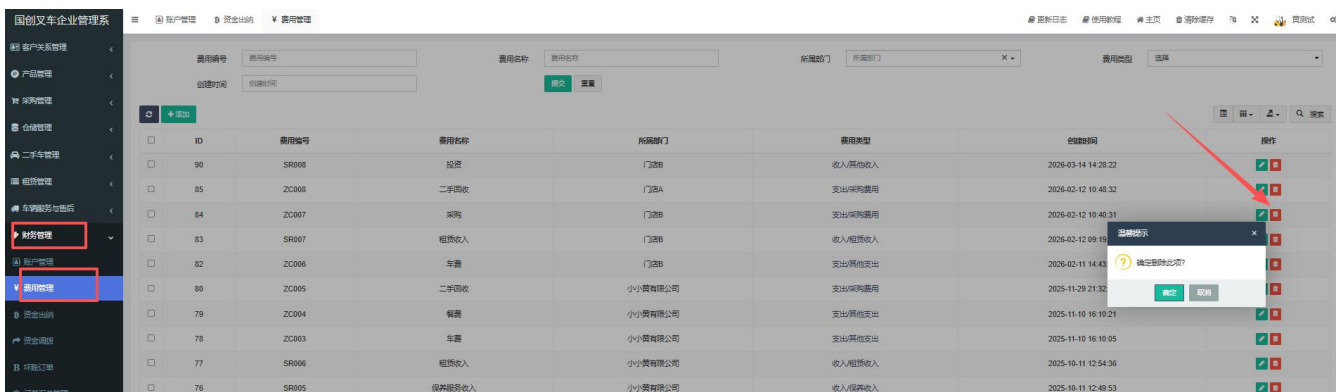 国创叉车企业管理系
账户管理 资金出纳 ¥ 费用管理
更新日志 使用教程 主页 清除缓存
客户关系管理
产品管理
采购管理
仓储管理
二手车管理
租赁管理
车辆服务与售后
财务管理
账户管理
¥ 费用管理
资金出纳
资金调拨
坏账订单
费用编号 费用编号 费用名称 费用名称 所属部门 所属部门 费用类型 选择
创建时间 创建时间 提交 重置
+添加
搜索
ID 费用编号 费用名称 所属部门 费用类型 创建时间 操作
90 SR008 投资 门店B 收入/其他收入 2026-03-14 14:28:22
85 ZC008 二手回收 门店A 支出/采购费用 2026-02-12 10:48:32
84 ZC007 采购 门店B 支出/采购费用 2026-02-12 10:40:31
83 SR007 租赁收入 门店B 收入/租赁收入 2026-02-12 09:19
82 ZC006 车费 门店B 支出/其他支出 2026-02-11 14:43
80 ZC005 二手回收 小小黄有限公司 支出/采购费用 2025-11-29 21:32
79 ZC004 餐费 小小黄有限公司 支出/其他支出 2025-11-10 16:10:21
78 ZC003 车费 小小黄有限公司 支出/其他支出 2025-11-10 16:10:05
77 SR006 租赁收入 小小黄有限公司 收入/租赁收入 2025-10-11 12:54:36
76 SR005 保养服务收入 小小黄有限公司 收入/保养收入 2025-10-11 12:49:53
温馨提示 ×
确定删除此项?
确定 取消